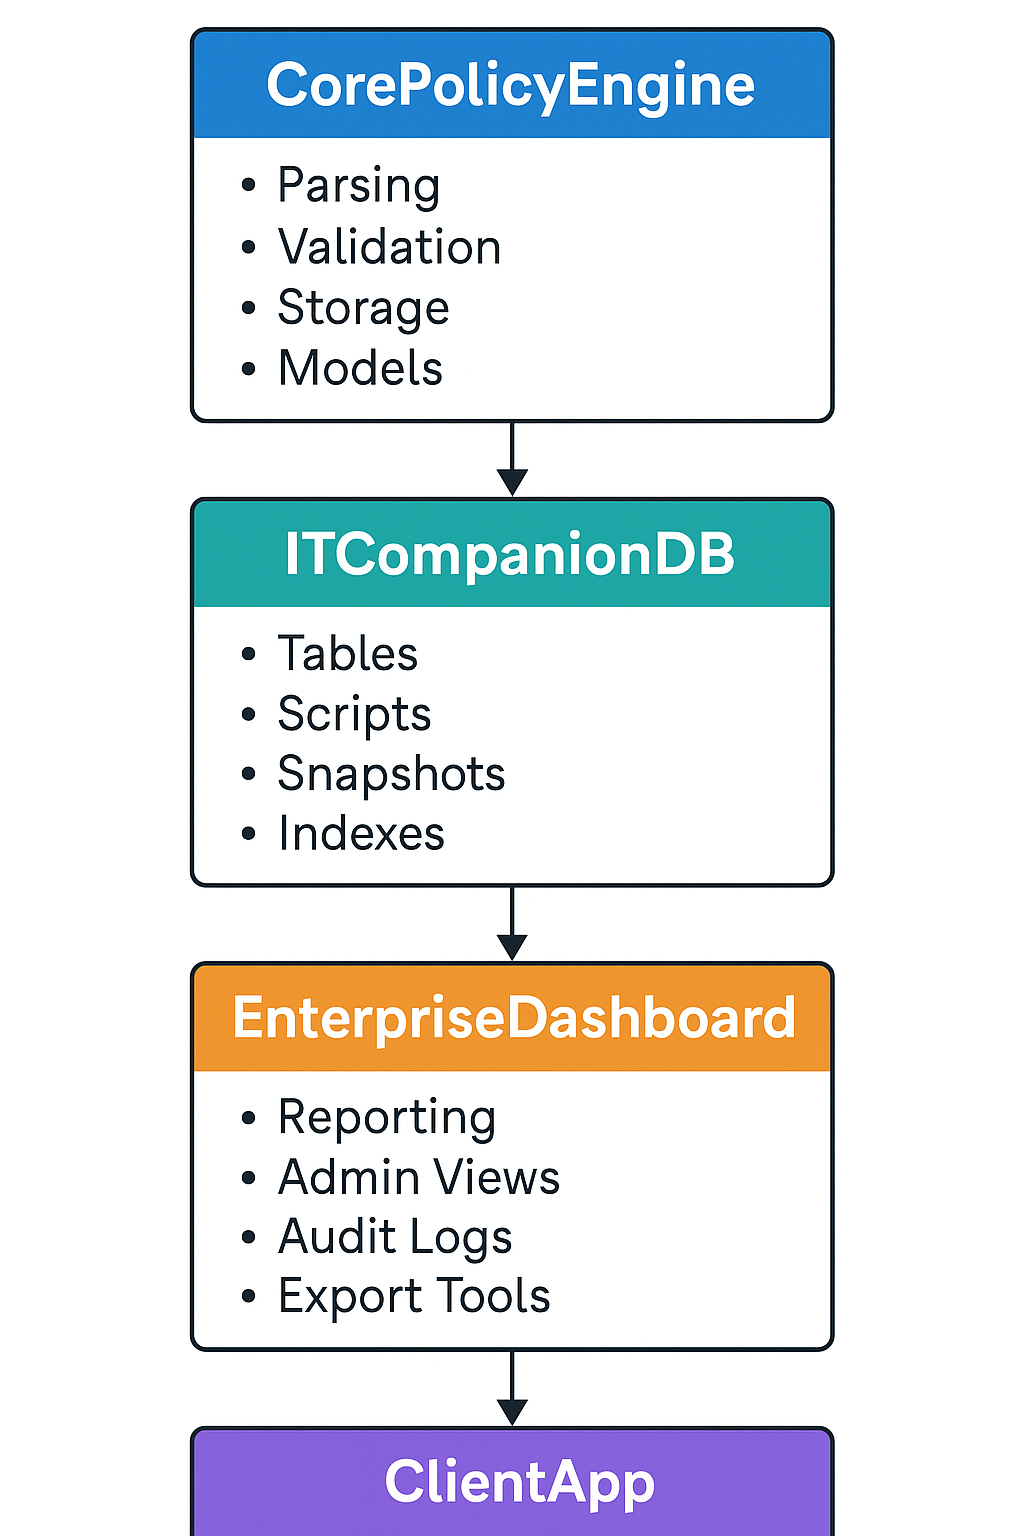 CorePolicyEngine
• Parsing
• Validation
• Storage
• Models
ITCompanionDB
• Tables
• Scripts
• Snapshots
• Indexes
EnterpriseDashboard
• Reporting
• Admin Views
• Audit Logs
• Export Tools
ClientApp